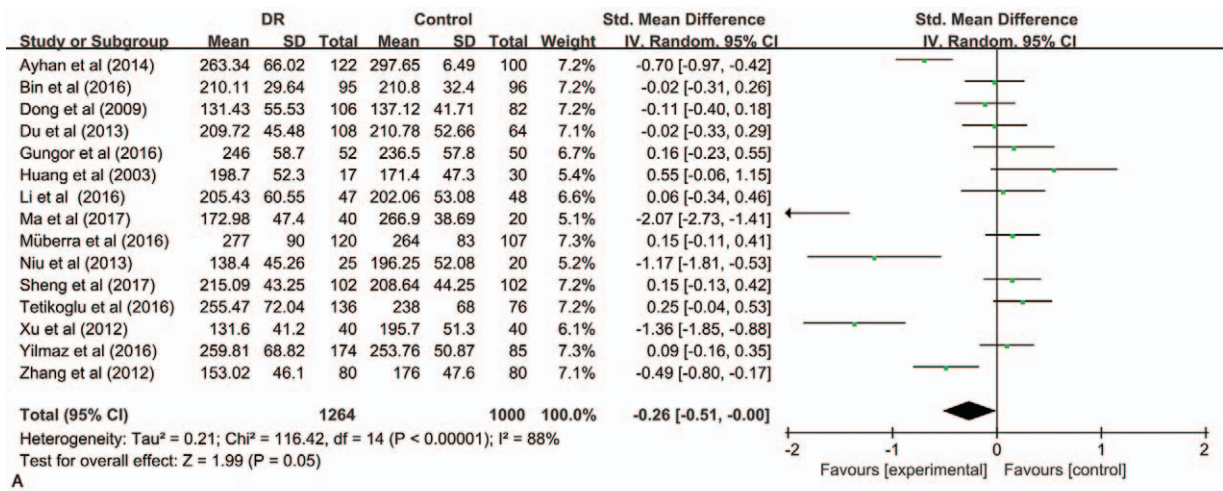 DR Control Std. Mean Difference Std. Mean Difference
Study or Subgroup Mean SD Total Mean SD Total Weight IV. Random. 95% CI IV. Random. 95% CI
Ayhan et al (2014) 263.34 66.02 122 297.65 6.49 100 7.2% -0.70 [-0.97, -0.42]
Bin et al (2016) 210.11 29.64 95 210.8 32.4 96 7.2% -0.02 [-0.31, 0.26]
Dong et al (2009) 131.43 55.53 106 137.12 41.71 82 7.2% -0.11 [-0.40, 0.18]
Du et al (2013) 209.72 45.48 108 210.78 52.66 64 7.1% -0.02 [-0.33, 0.29]
Gungor et al (2016) 246 58.7 52 236.5 57.8 50 6.7% 0.16 [-0.23, 0.55]
Huang et al (2003) 198.7 52.3 17 171.4 47.3 30 5.4% 0.55 [-0.06, 1.15]
Li et al (2016) 205.43 60.55 47 202.06 53.08 48 6.6% 0.06 [-0.34, 0.46]
Ma et al (2017) 172.98 47.4 40 266.9 38.69 20 5.1% -2.07 [-2.73, -1.41]
Müberra et al (2016) 277 90 120 264 83 107 7.3% 0.15 [-0.11, 0.41]
Niu et al (2013) 138.4 45.26 25 196.25 52.08 20 5.2% -1.17 [-1.81, -0.53]
Sheng et al (2017) 215.09 43.25 102 208.64 44.25 102 7.2% 0.15 [-0.13, 0.42]
Tetikoglu et al (2016) 255.47 72.04 136 238 68 76 7.2% 0.25 [-0.04, 0.53]
Xu et al (2012) 131.6 41.2 40 195.7 51.3 40 6.1% -1.36 [-1.85, -0.88]
Yilmaz et al (2016) 259.81 68.82 174 253.76 50.87 85 7.3% 0.09 [-0.16, 0.35]
Zhang et al (2012) 153.02 46.1 80 176 47.6 80 7.1% -0.49 [-0.80, -0.17]
Total (95% CI) 1264 1000 100.0% -0.26 [-0.51, -0.00]
Heterogeneity: Tau² = 0.21; Chi² = 116.42, df = 14 (P < 0.00001); I² = 88%
Test for overall effect: Z = 1.99 (P = 0.05)
-2 -1 0 1 2
Favours [experimental] Favours [control]
A